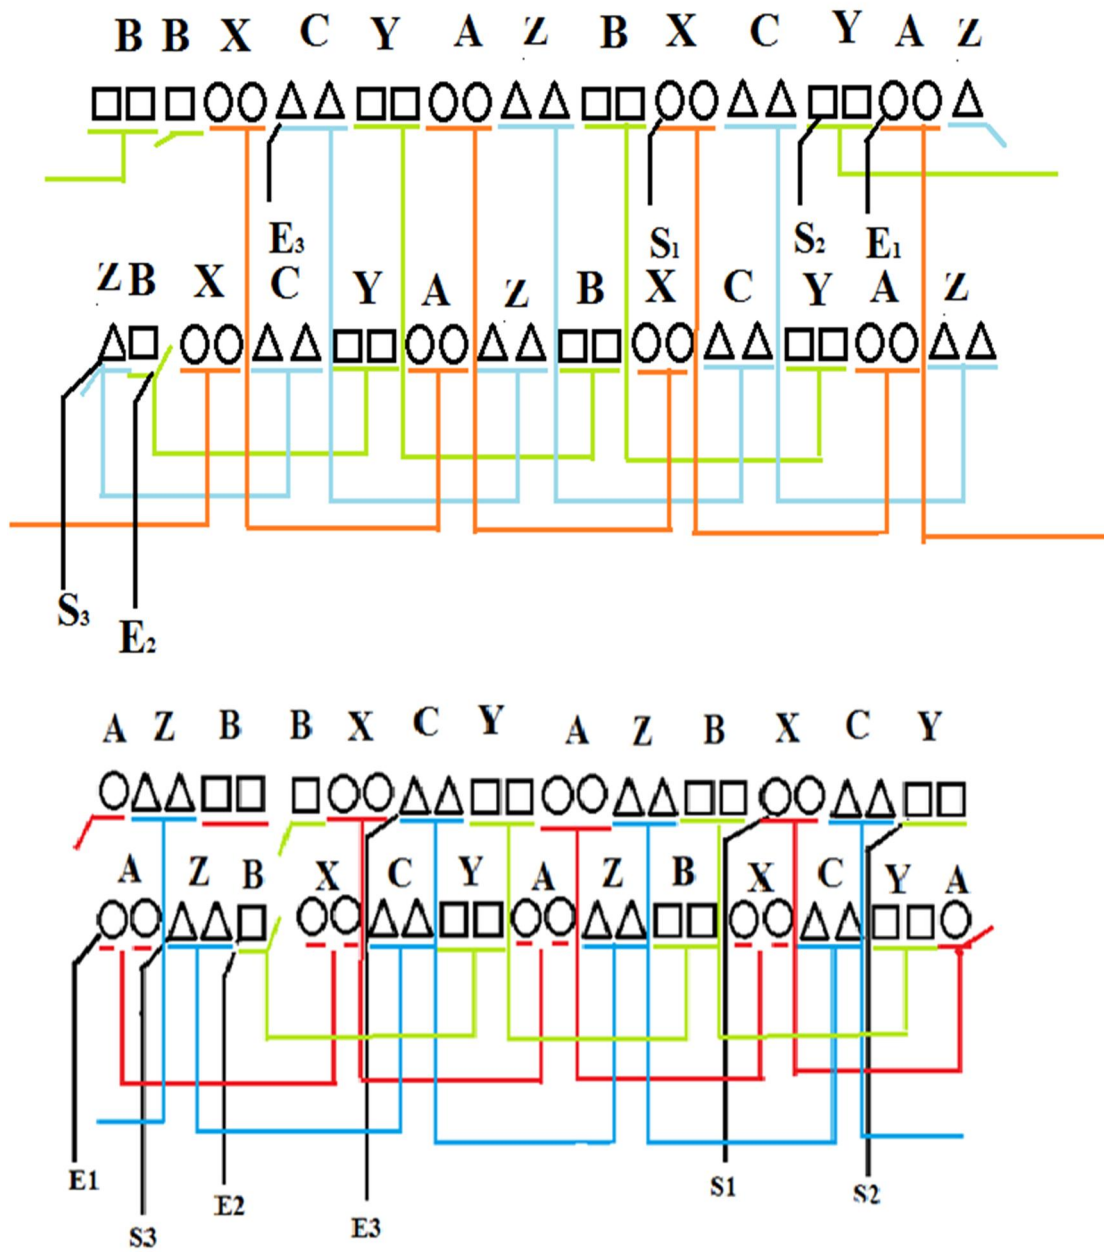 B B X C Y A Z B X C Y A Z
E₃ S₁ S₂ E₁
Z B X C Y A Z B X C Y A Z
S₃ E₂
A Z B B X C Y A Z B X C Y
A Z B X C Y A Z B X C Y A
E1 S3 E2 E3 S1 S2